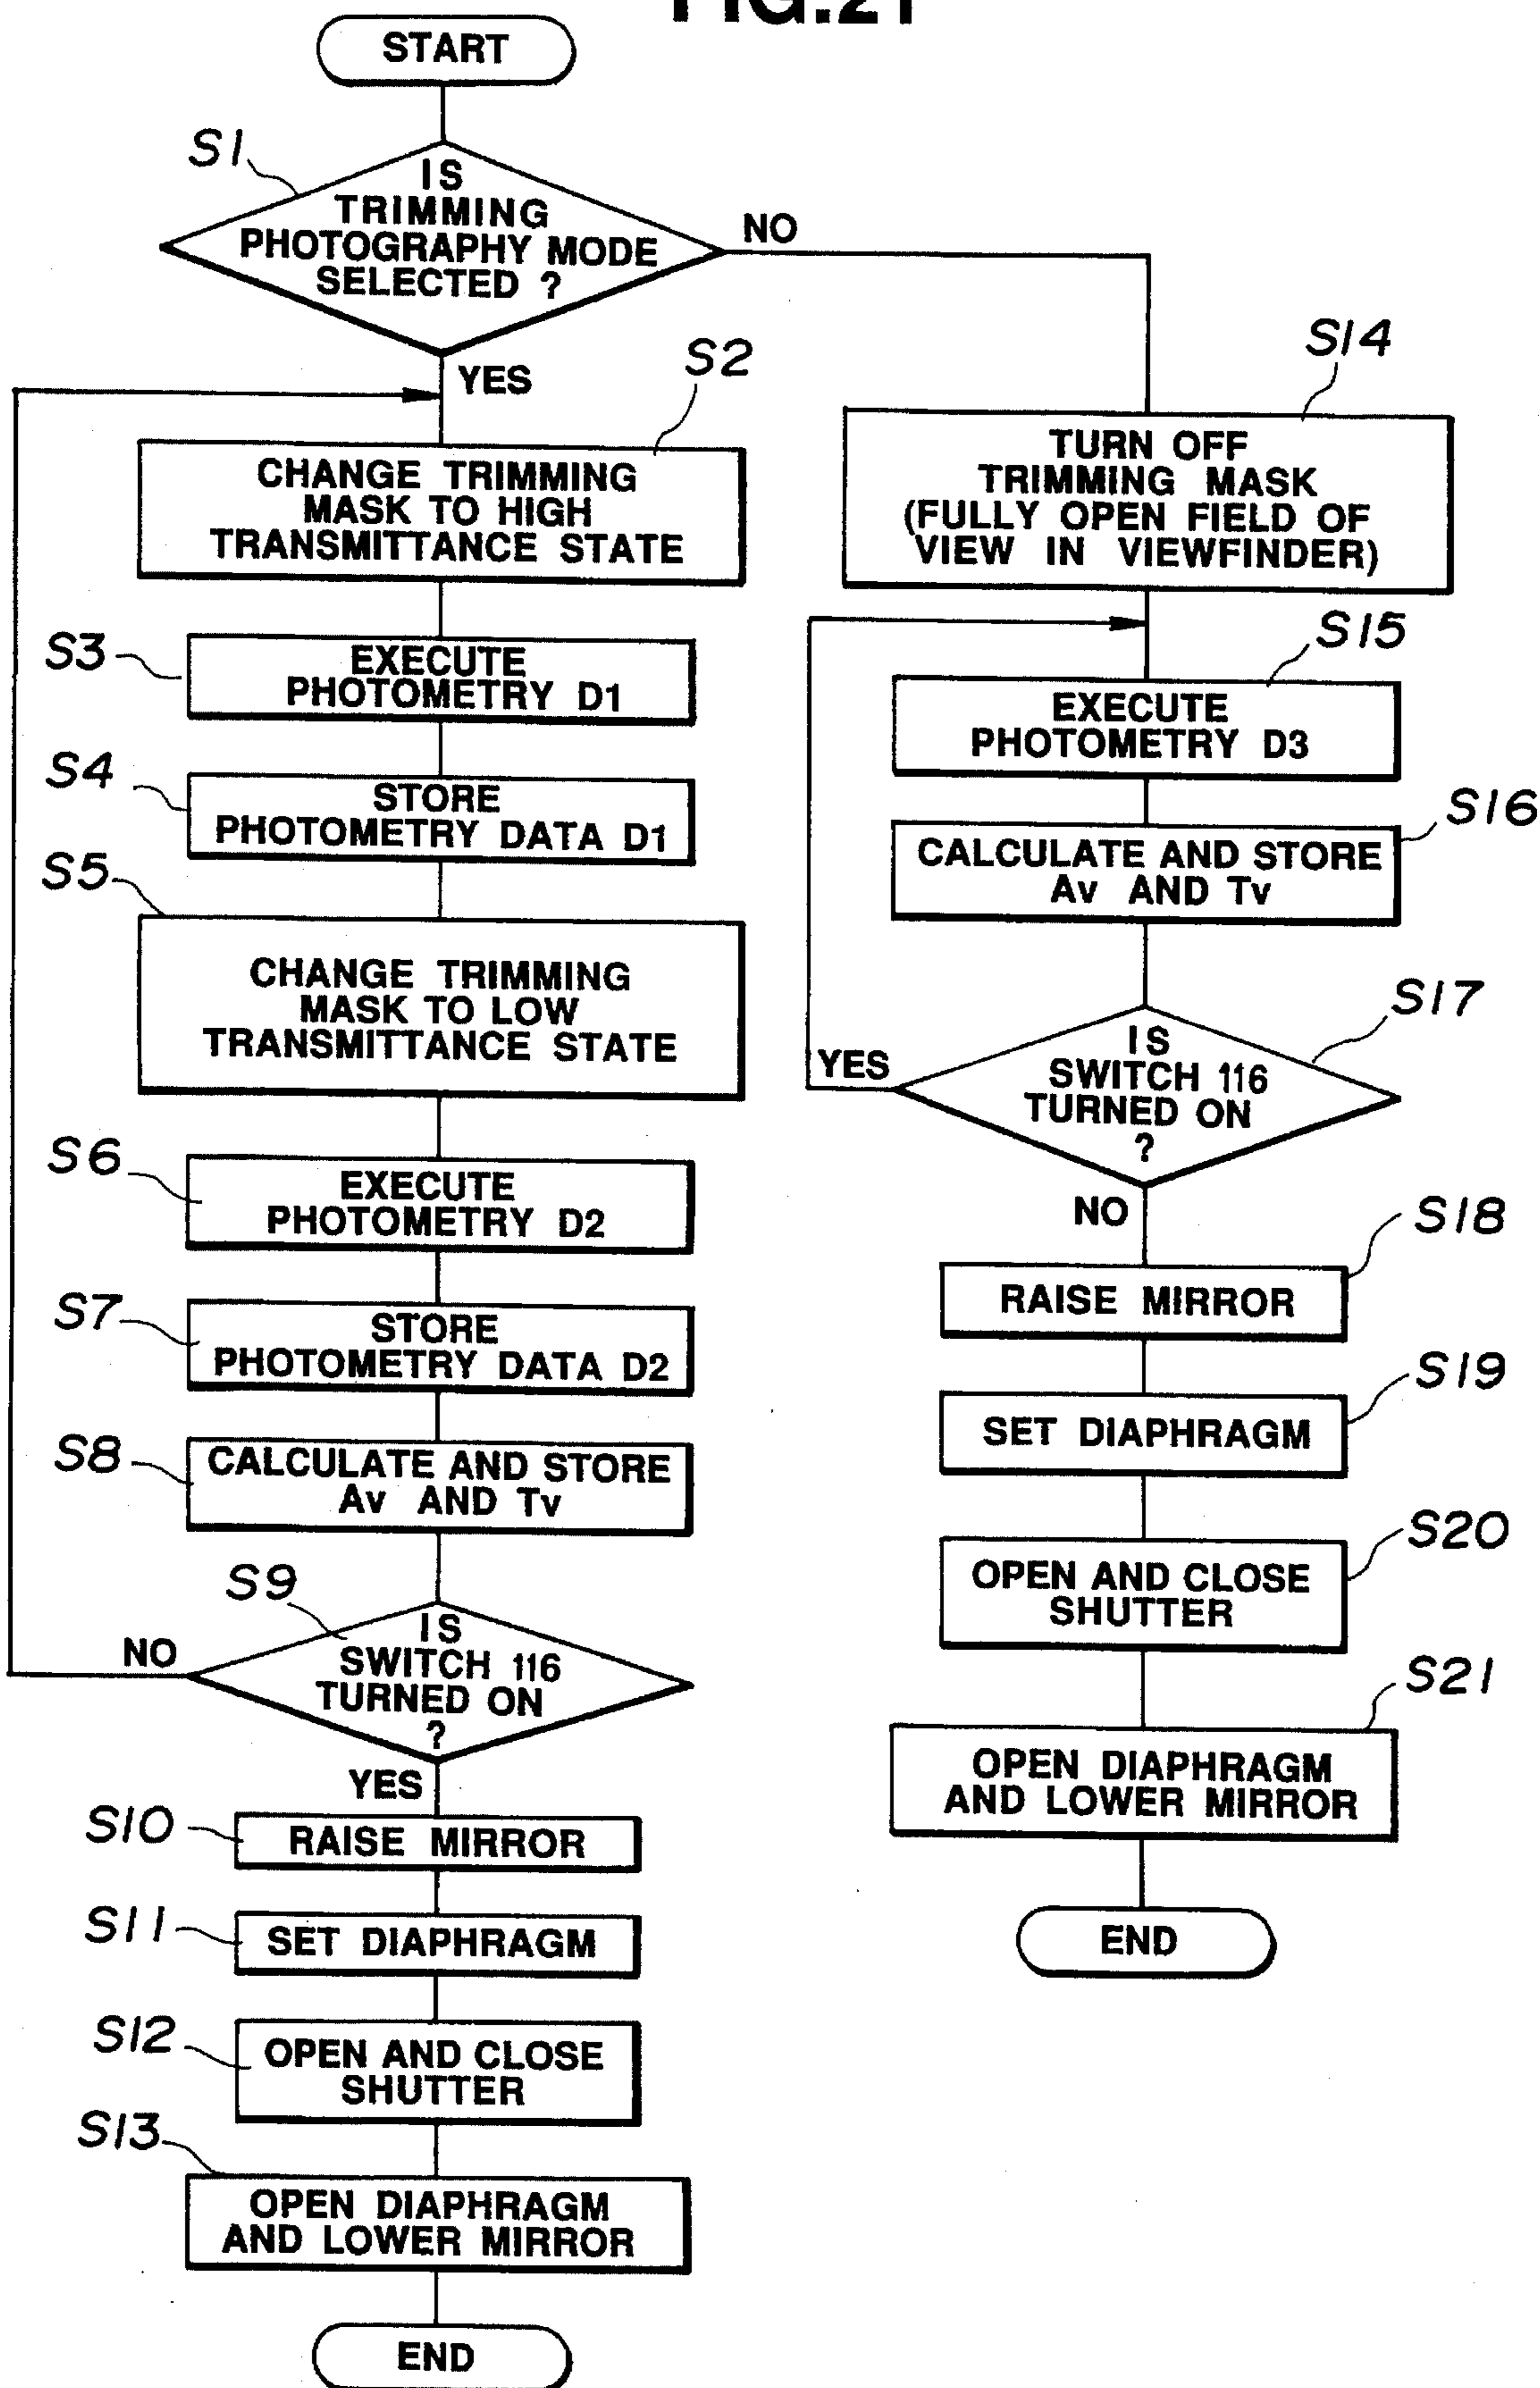 FIG.21
START
S1
IS
TRIMMING
PHOTOGRAPHY MODE
SELECTED ?
NO
YES
S2
CHANGE TRIMMING
MASK TO HIGH
TRANSMITTANCE STATE
S3
EXECUTE
PHOTOMETRY D1
S4
STORE
PHOTOMETRY DATA D1
S5
CHANGE TRIMMING
MASK TO LOW
TRANSMITTANCE STATE
S6
EXECUTE
PHOTOMETRY D2
S7
STORE
PHOTOMETRY DATA D2
S8
CALCULATE AND STORE
Av AND Tv
S9
IS
SWITCH 116
TURNED ON
?
NO
YES
S10
RAISE MIRROR
S11
SET DIAPHRAGM
S12
OPEN AND CLOSE
SHUTTER
S13
OPEN DIAPHRAGM
AND LOWER MIRROR
END
S14
TURN OFF
TRIMMING MASK
(FULLY OPEN FIELD OF
VIEW IN VIEWFINDER)
S15
EXECUTE
PHOTOMETRY D3
S16
CALCULATE AND STORE
Av AND Tv
S17
IS
SWITCH 116
TURNED ON
?
YES
NO
S18
RAISE MIRROR
S19
SET DIAPHRAGM
S20
OPEN AND CLOSE
SHUTTER
S21
OPEN DIAPHRAGM
AND LOWER MIRROR
END